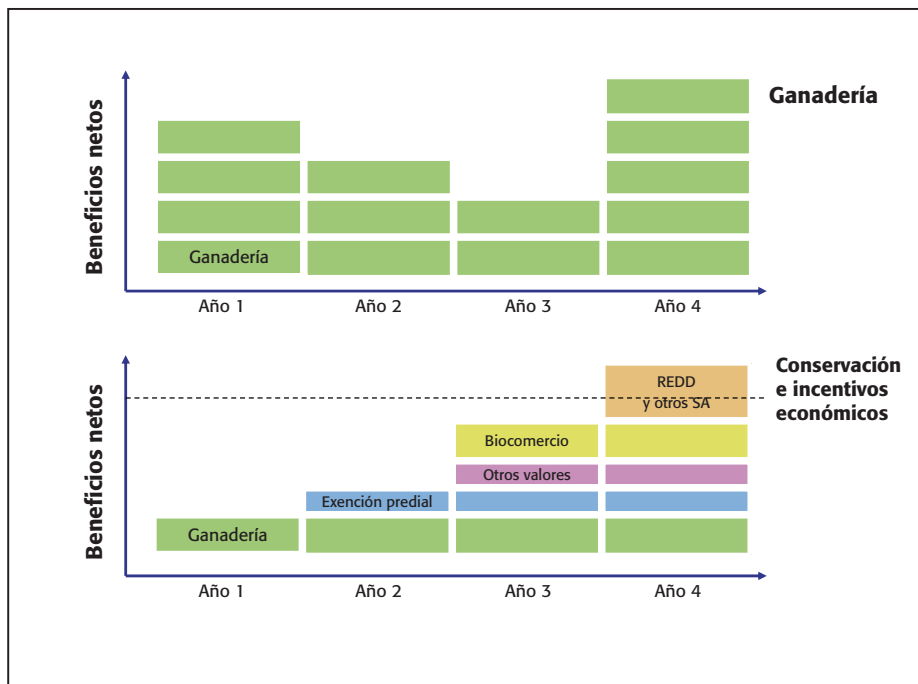 Ganadería
Beneficios netos
Ganadería
Año 1
Año 2
Año 3
Año 4
Conservación
e incentivos
económicos
Beneficios netos
REDD
y otros SA
Biocomercio
Otros valores
Exención predial
Ganadería
Año 1
Año 2
Año 3
Año 4